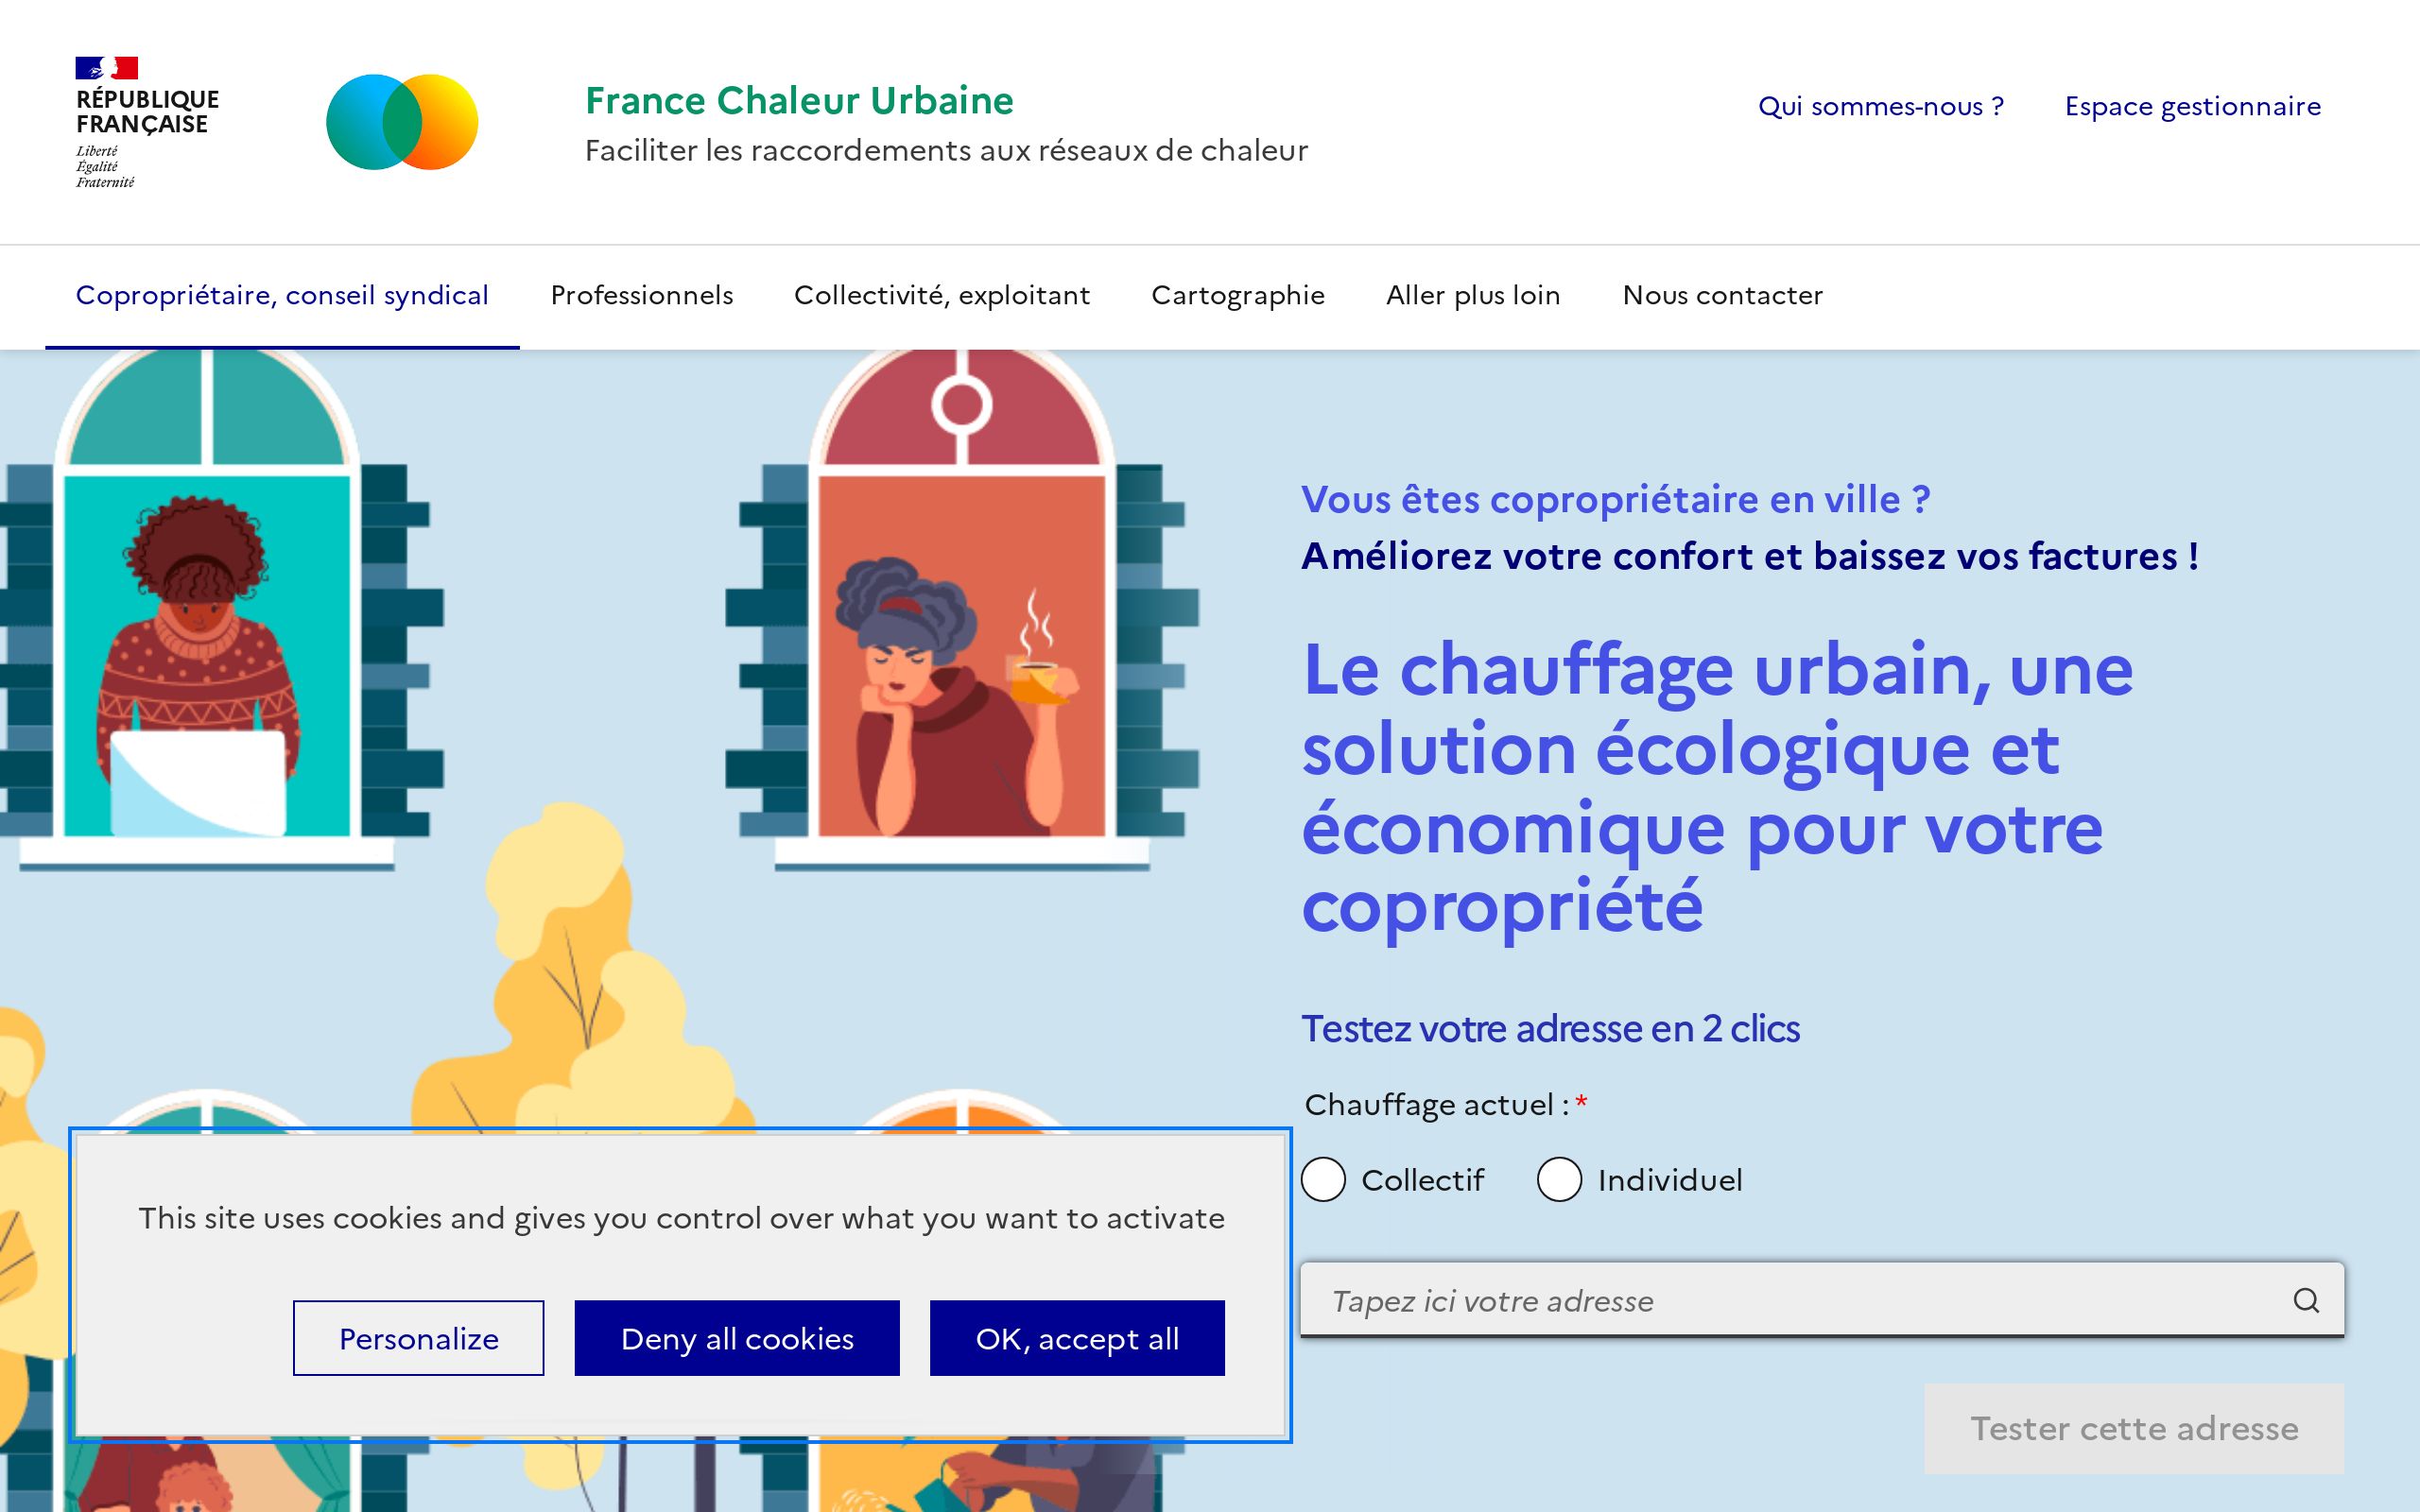 RÉPUBLIQUE
FRANÇAISE
Liberté
Égalité
Fraternité
France Chaleur Urbaine
Faciliter les raccordements aux réseaux de chaleur
Qui sommes-nous ?
Espace gestionnaire
Copropriétaire, conseil syndical
Professionnels
Collectivité, exploitant
Cartographie
Aller plus loin
Nous contacter
Vous êtes copropriétaire en ville ?
Améliorez votre confort et baissez vos factures !
Le chauffage urbain, une
solution écologique et
économique pour votre
copropriété
Testez votre adresse en 2 clics
Chauffage actuel : *
Collectif
Individuel
Tapez ici votre adresse
Tester cette adresse
This site uses cookies and gives you control over what you want to activate
Personalize
Deny all cookies
OK, accept all